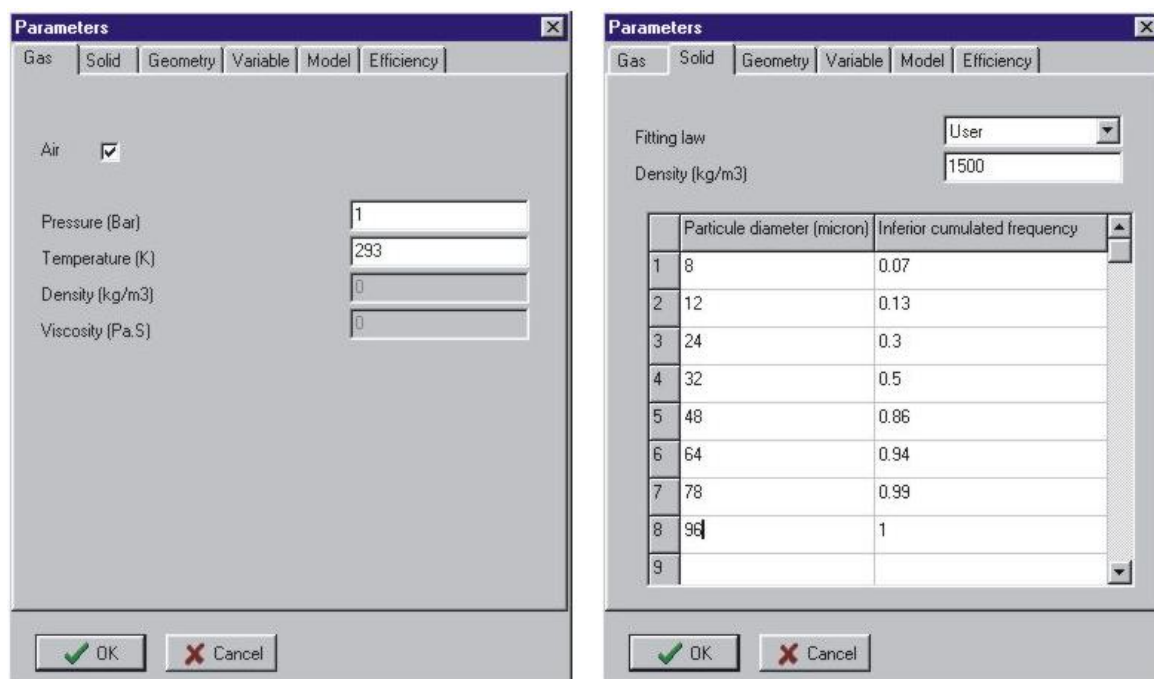 Parameters
Gas Solid Geometry Variable Model Efficiency
Air
Pressure (Bar) 1
Temperature (K) 293
Density (kg/m3) 0
Viscosity (Pa.S) 0
OK Cancel
Parameters
Gas Solid Geometry Variable Model Efficiency
Fitting law User
Density (kg/m3) 1500
Particule diameter (micron) Inferior cumulated frequency
1 8 0.07
2 12 0.13
3 24 0.3
4 32 0.5
5 48 0.86
6 64 0.94
7 78 0.99
8 96 1
9
OK Cancel